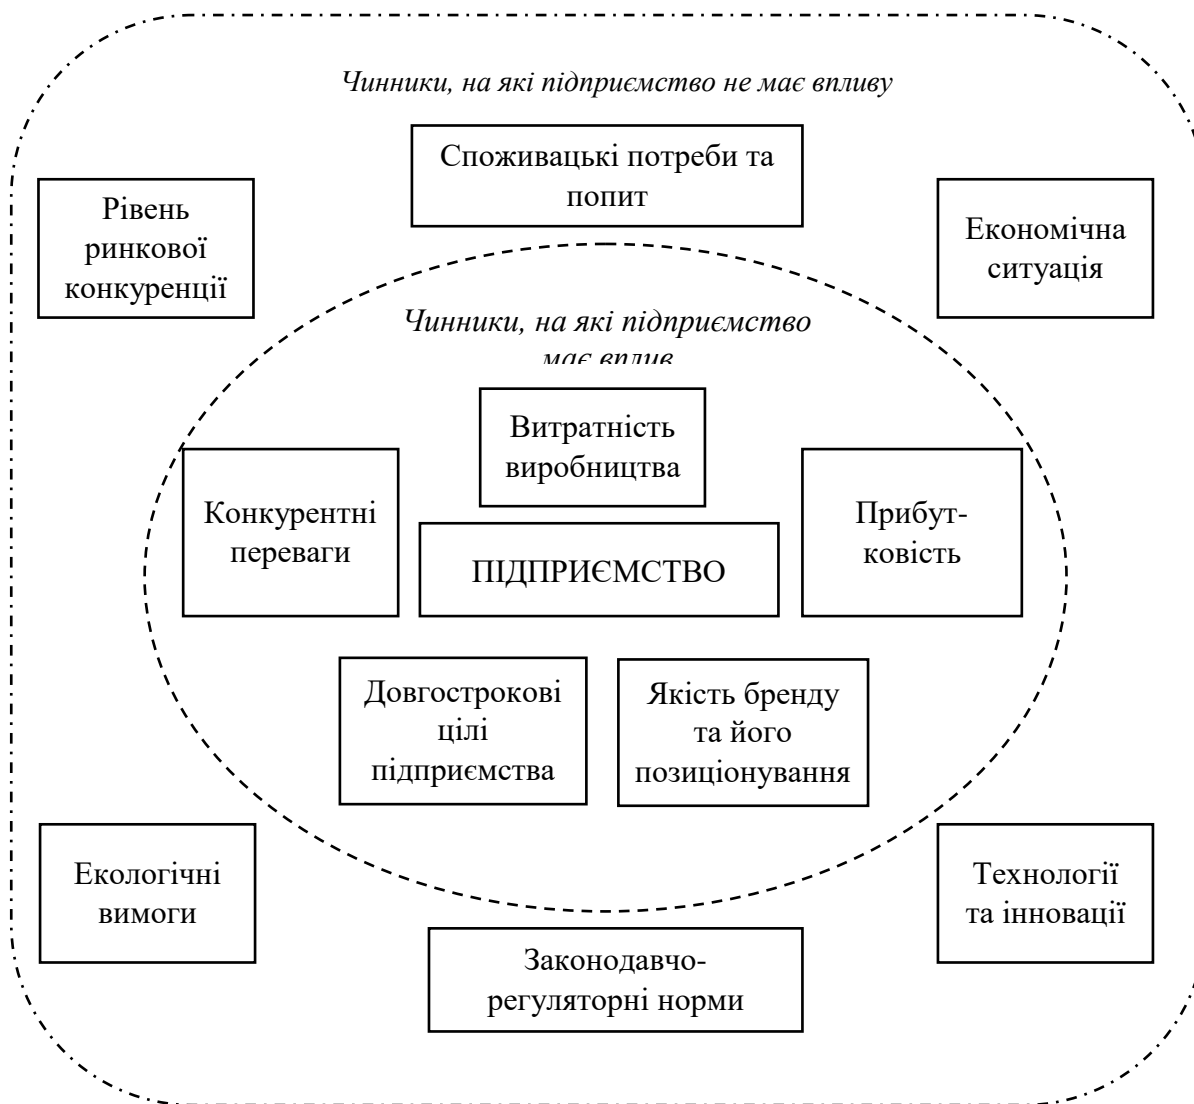 Чинники, на які підприємство не має впливу
Споживацькі потреби та
попит
Рівень
ринкової
конкуренції
Економічна
ситуація
Чинники, на які підприємство
має вплив
Витратність
виробництва
Конкурентні
переваги
Прибут-
ковість
ПІДПРИЄМСТВО
Довгострокові
цілі
підприємства
Якість бренду
та його
позиціонування
Екологічні
вимоги
Технології
та інновації
Законодавчо-
регуляторні норми